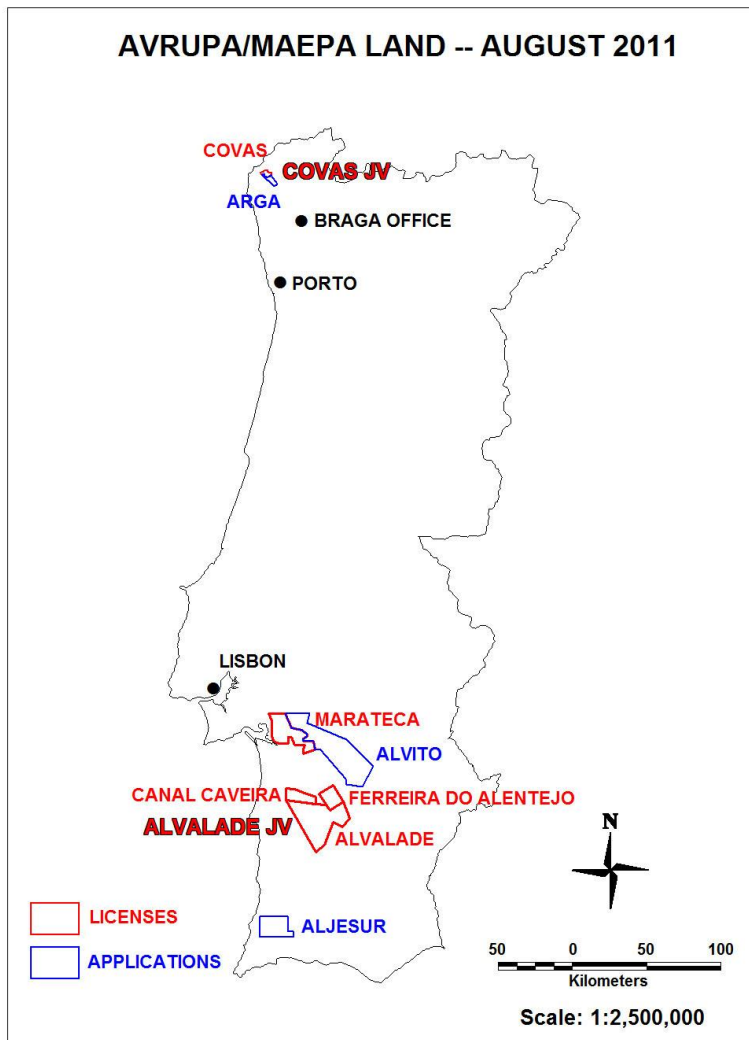 AVRUPA/MAEPA LAND -- AUGUST 2011
COVAS
COVAS JV
ARGA
BRAGA OFFICE
PORTO
LISBON
MARATECA
ALVITO
CANAL CAVEIRA
FERREIRA DO ALENTEJO
ALVALADE JV
ALVALADE
N
LICENSES
ALJESUR
APPLICATIONS
50 0 50 100
Kilometers
Scale: 1:2,500,000